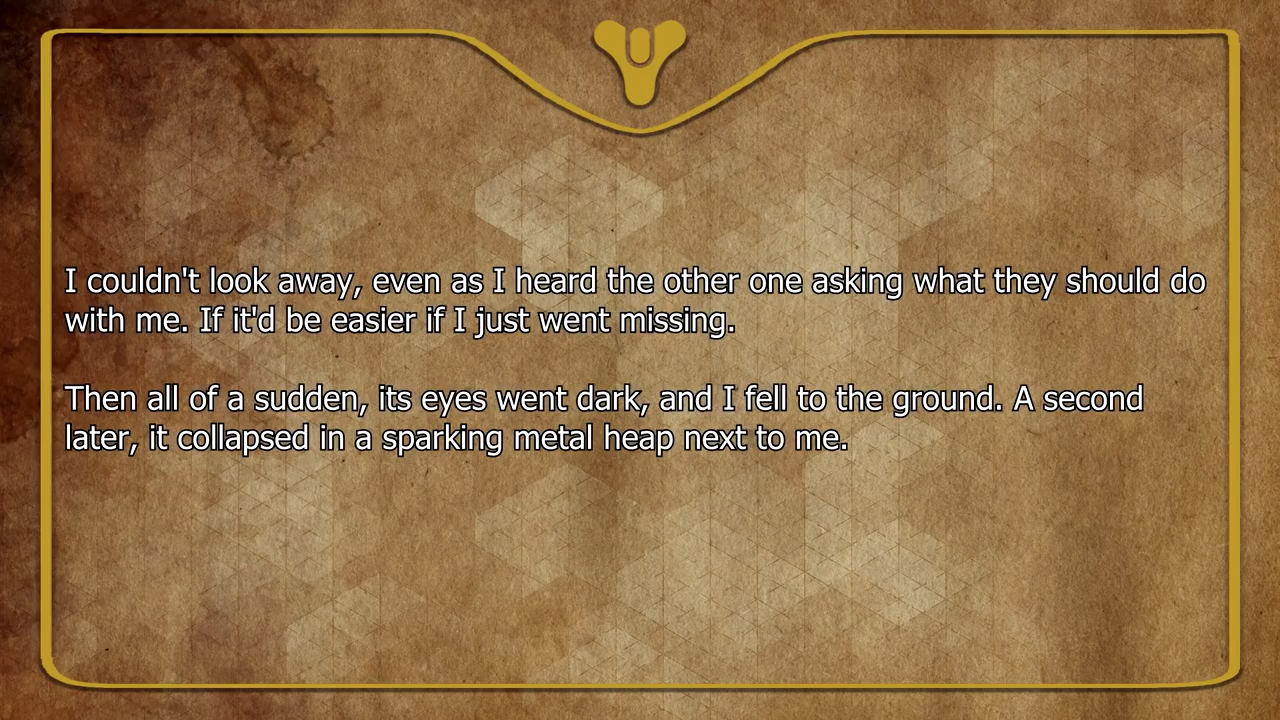 I couldn't look away, even as I heard the other one asking what they should do
with me. If it'd be easier if I just went missing.
Then all of a sudden, its eyes went dark, and I fell to the ground. A second
later, it collapsed in a sparking metal heap next to me.